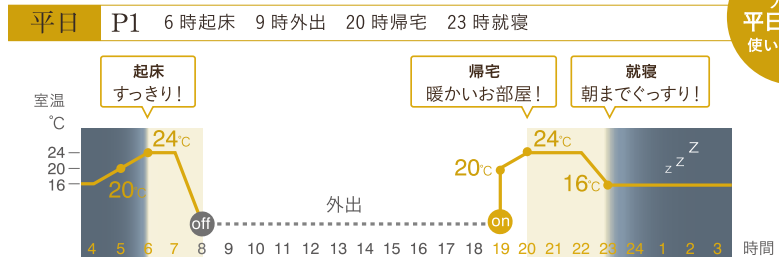 平日 P1 6時起床 9時外出 20時帰宅 23時就寝
平日
使い
起床
すっきり！
帰宅
暖かいお部屋！
就寝
朝までぐっすり！
室温
℃
24
20
16
20℃
24℃
off
外出
20℃
on
24℃
16℃
z z Z
4 5 6 7 8 9 10 11 12 13 14 15 16 17 18 19 20 21 22 23 24 1 2 3 時間